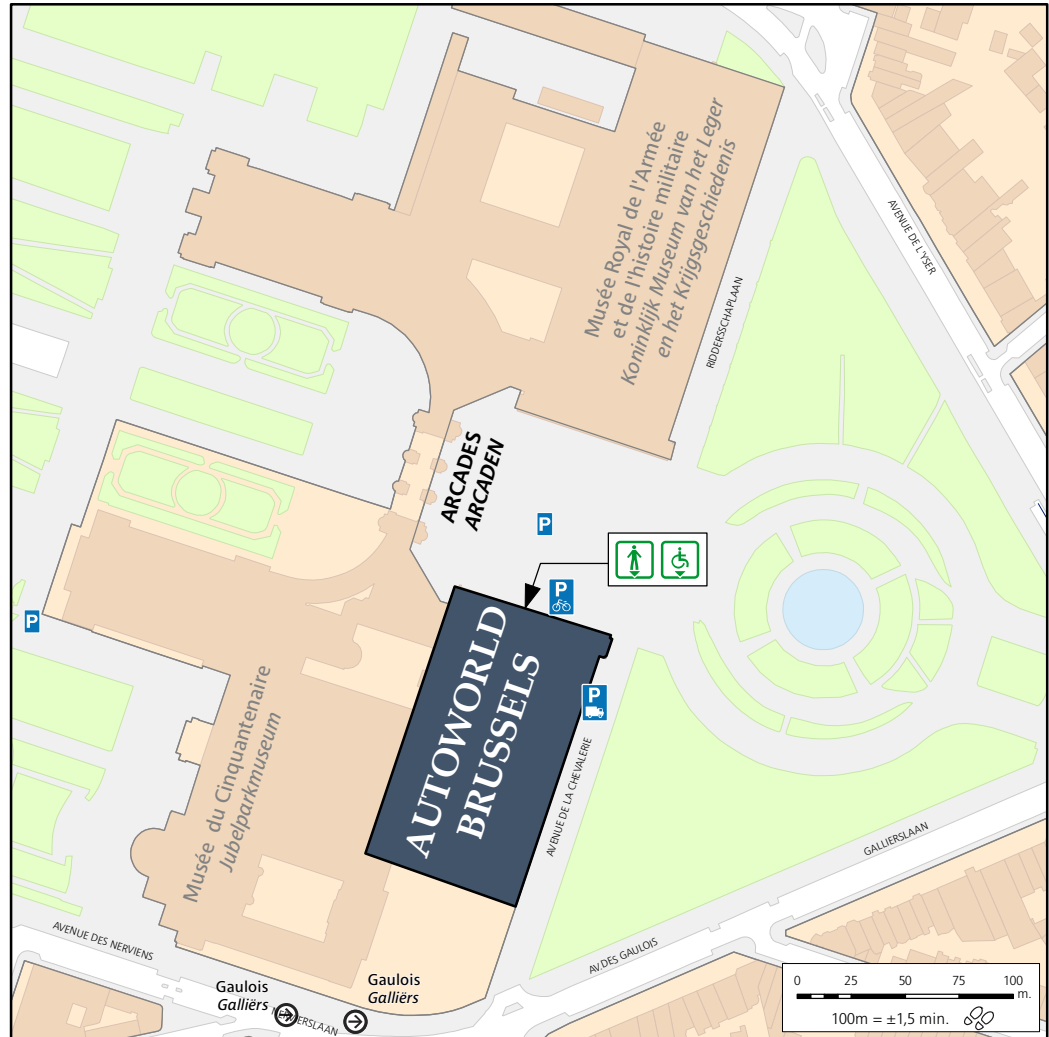 Musée Royal de l'Armée
et de l'histoire militaire
Koninklijk Museum van het Leger
en het Krijgsgeschiedenis
AVENUE DE L'YSER
RIDDERSSCHAPLAAN
ARCADES
ARCADEN
P
P
P
P
AUTOWORLD
BRUSSELS
Musée du Cinquantenaire
Jubelparkmuseum
AVENUE DE LA CHEVALERIE
GALLIERSLAAN
AV.DES GAULOIS
AVENUE DES NERVIENS
Gaulois
Galliërs
Gaulois
Galliërs
NERVIERSLAAN
0 25 50 75 100
m.
100m = ±1,5 min.